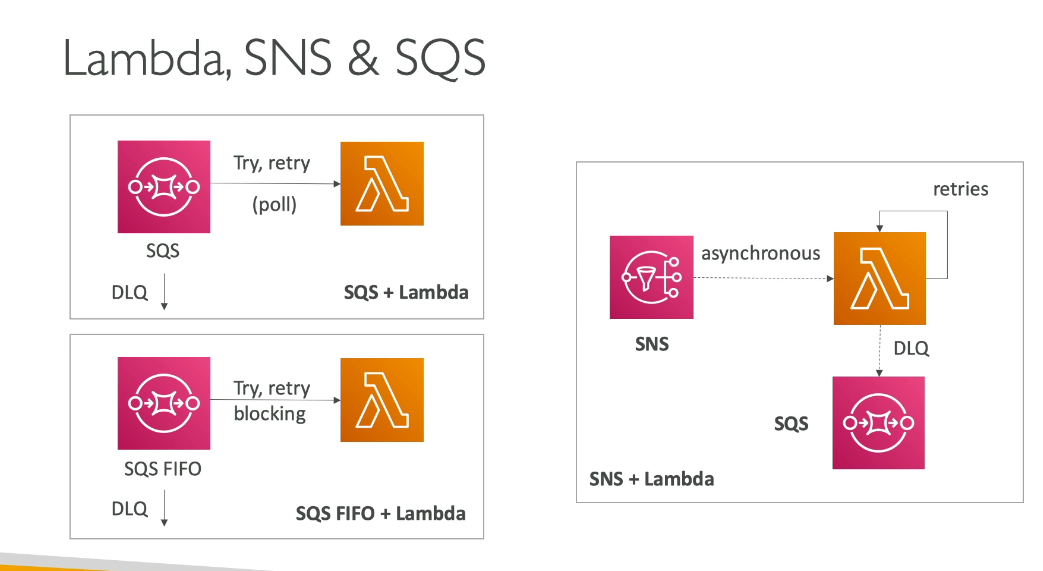 Lambda, SNS & SQS
Try, retry
(poll)
SQS
DLQ
SQS + Lambda
Try, retry
blocking
SQS FIFO
DLQ
SQS FIFO + Lambda
retries
asynchronous
SNS
DLQ
SQS
SNS + Lambda